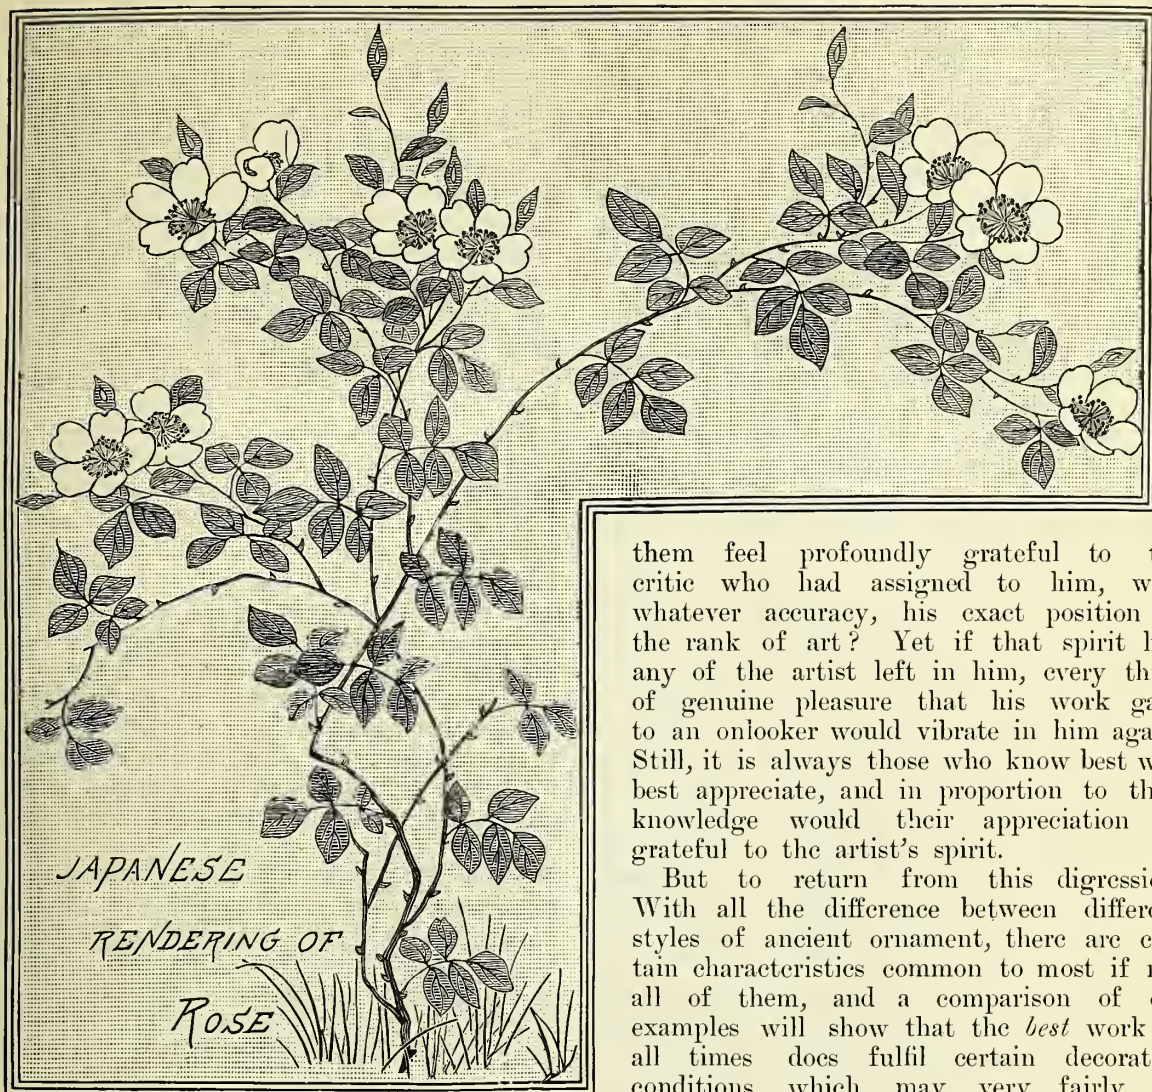 JAPANESE
RENDERING OF
ROSE
them feel profoundly grateful to
critic who had assigned to him,
whatever accuracy, his exact position
the rank of art? Yet if that spirit
any of the artist left in him, every
of genuine pleasure that his work
to an onlooker would vibrate in him
Still, it is always those who know best
best appreciate, and in proportion to
knowledge would their appreciation
grateful to the artist's spirit.
But to return from this
With all the difference between
styles of ancient ornament, there are
tain characteristics common to most if
all of them, and a comparison of
examples will show that the best work
all times does fulfil certain
conditions which may very fairly